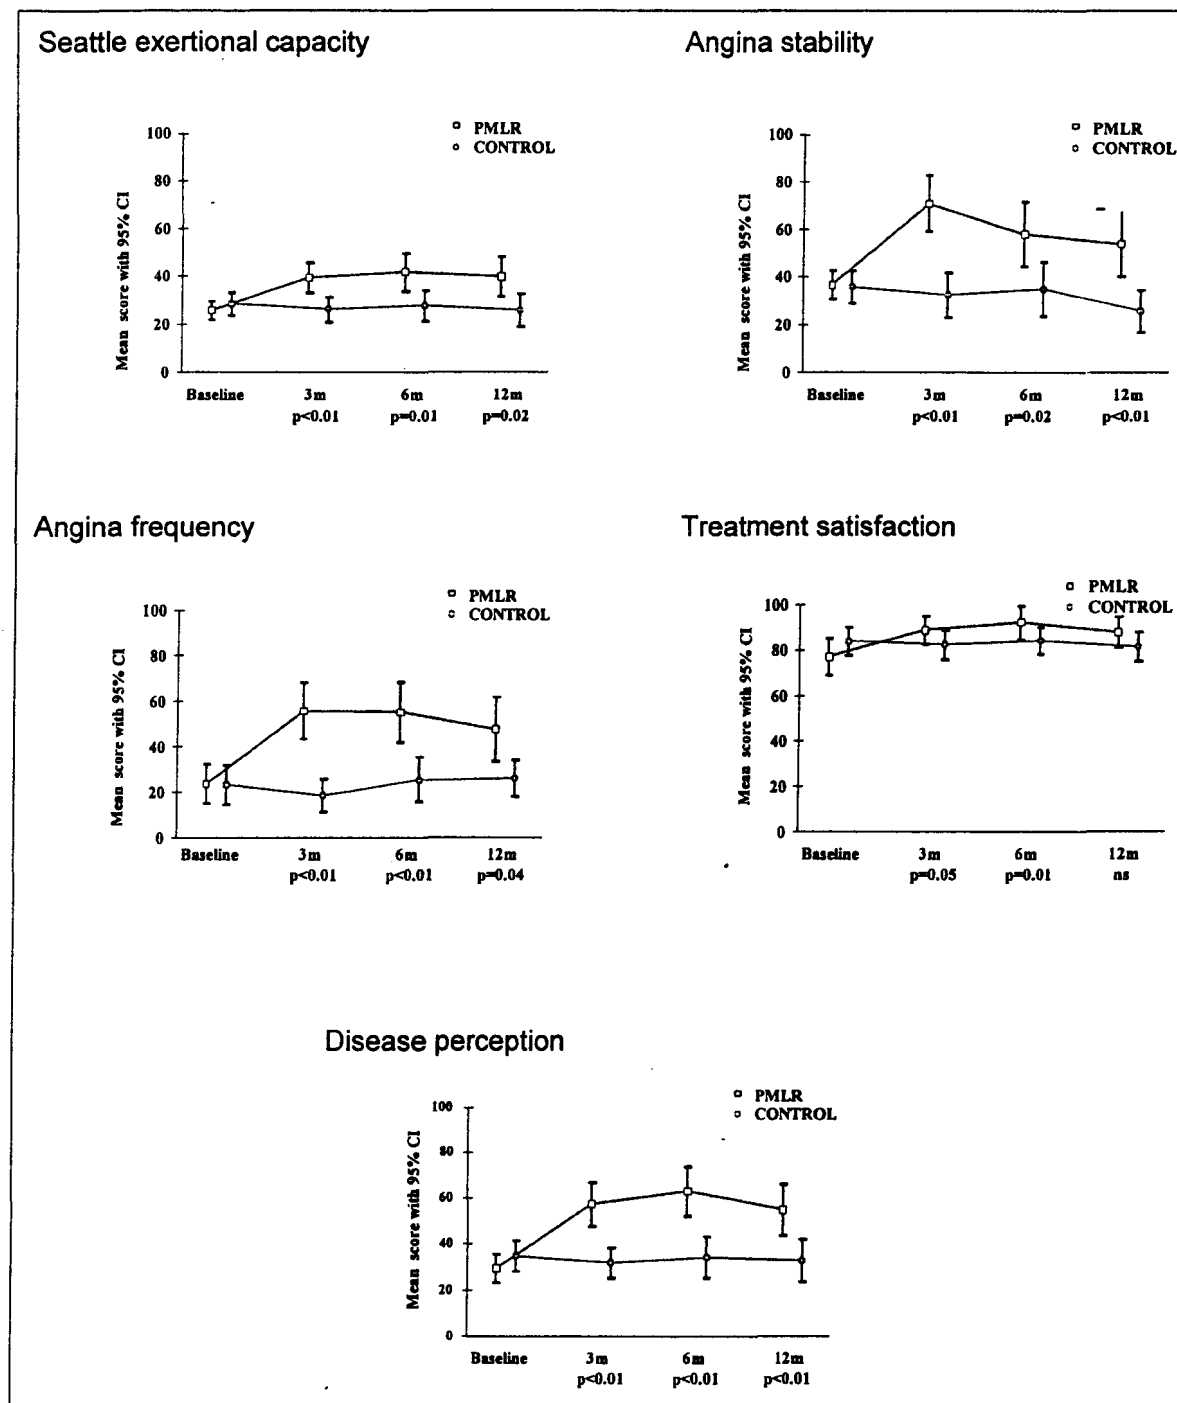 Seattle exertional capacity
PMLR
CONTROL
Mean score with 95% CI
100
80
60
40
20
0
Baseline 3m 6m 12m
p<0.01 p=0.01 p=0.02
Angina stability
PMLR
CONTROL
Mean score with 95% CI
100
80
60
40
20
0
Baseline 3m 6m 12m
p<0.01 p=0.02 p<0.01
Angina frequency
PMLR
CONTROL
Mean score with 95% CI
100
80
60
40
20
0
Baseline 3m 6m 12m
p<0.01 p<0.01 p=0.04
Treatment satisfaction
PMLR
CONTROL
Mean score with 95% CI
100
80
60
40
20
0
Baseline 3m 6m 12m
p=0.05 p=0.01 ns
Disease perception
PMLR
CONTROL
Mean score with 95% CI
100
80
60
40
20
0
Baseline 3m 6m 12m
p<0.01 p<0.01 p<0.01